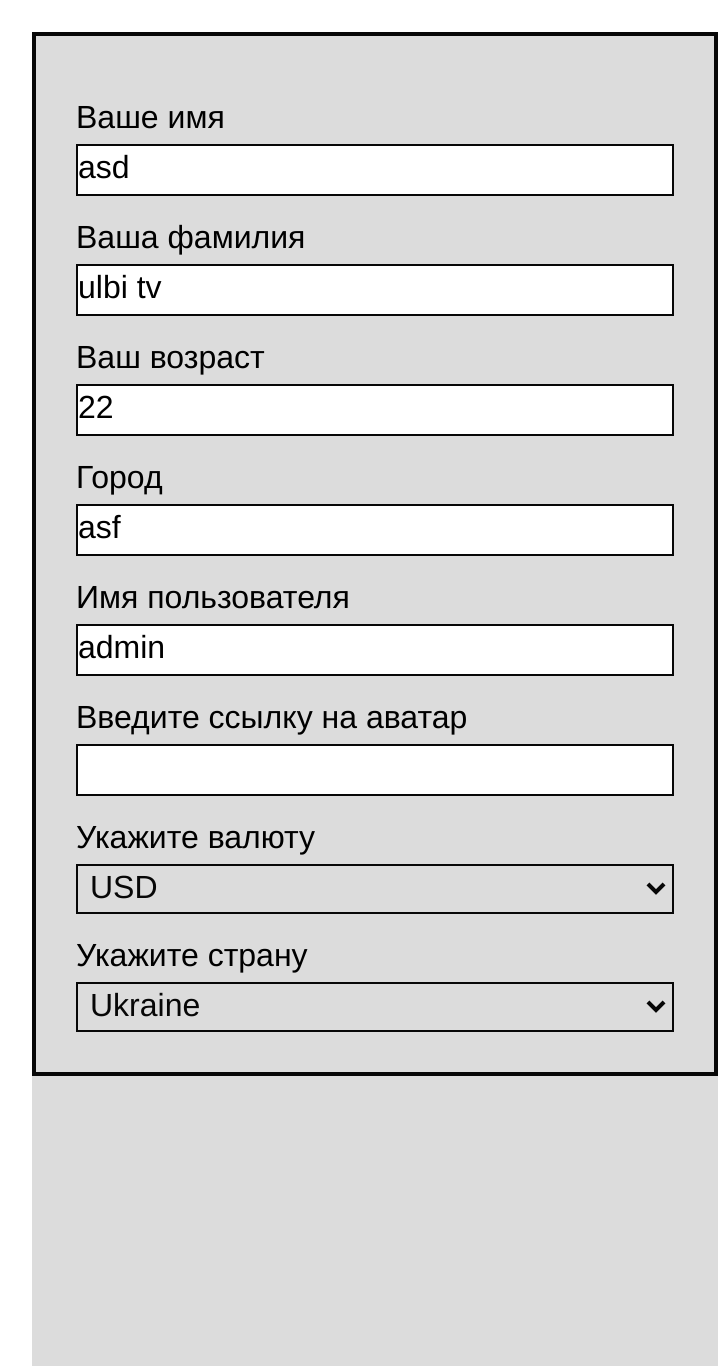 Ваше имя
asd
Ваша фамилия
ulbi tv
Ваш возраст
22
Город
asf
Имя пользователя
admin
Введите ссылку на аватар
Укажите валюту
USD
Укажите страну
Ukraine